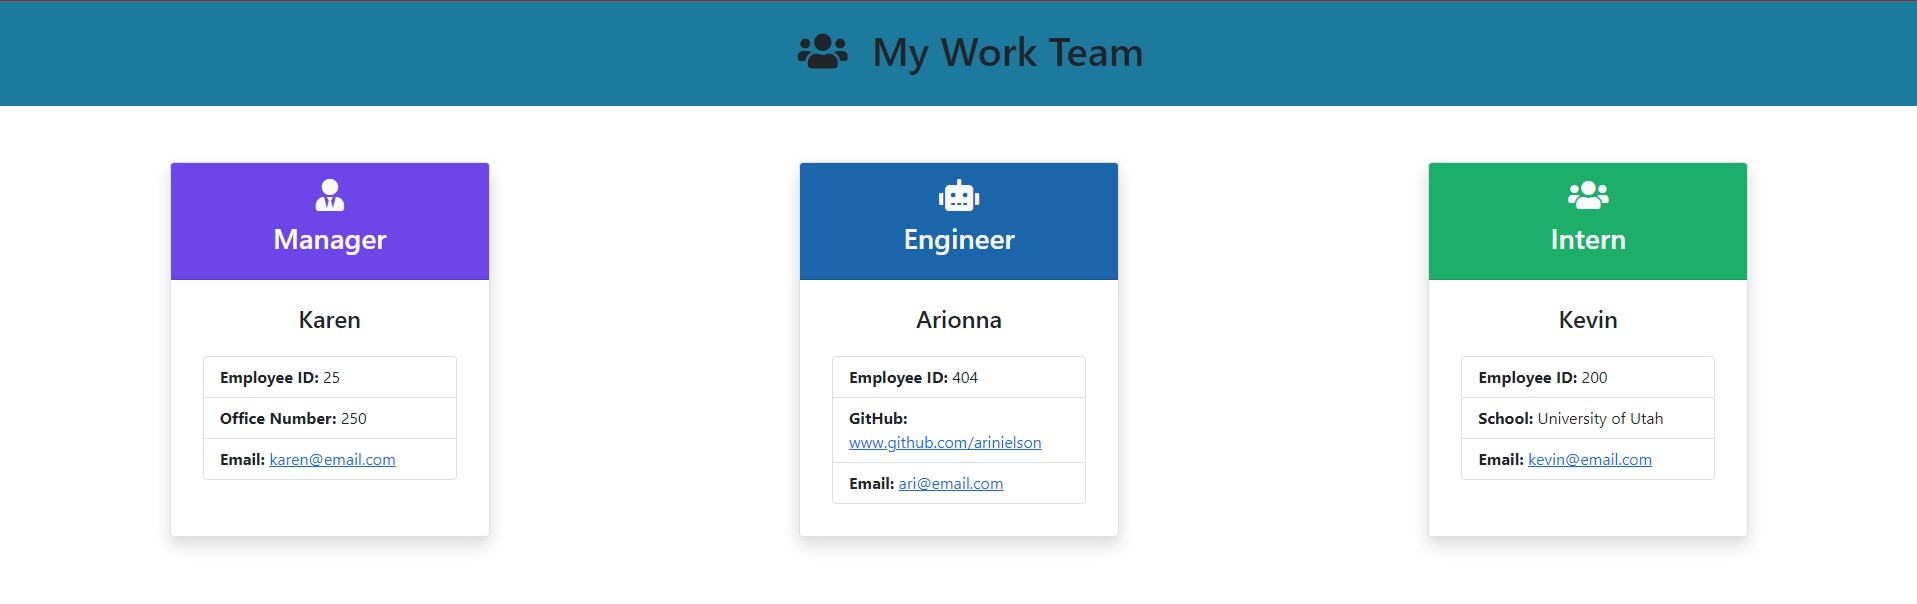 My Work Team
Manager
Karen
Employee ID: 25
Office Number: 250
Email: karen@email.com
Engineer
Arionna
Employee ID: 404
GitHub:
www.github.com/arinielson
Email: ari@email.com
Intern
Kevin
Employee ID: 200
School: University of Utah
Email: kevin@email.com